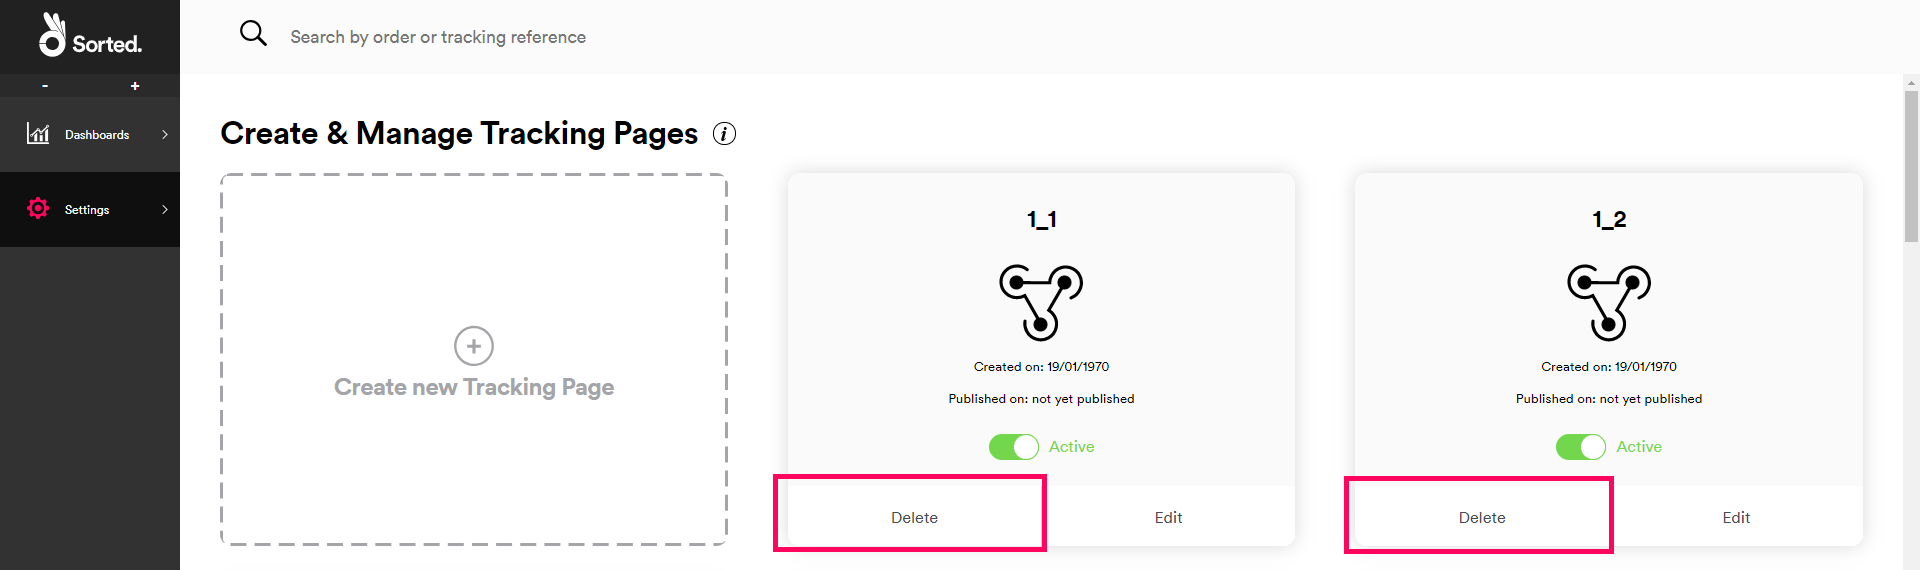 Sorted.
Search by order or tracking reference
- +
Dashboards
Settings
Create & Manage Tracking Pages i
Create new Tracking Page
1_1
Created on: 19/01/1970
Published on: not yet published
Active
Delete Edit
1_2
Created on: 19/01/1970
Published on: not yet published
Active
Delete Edit